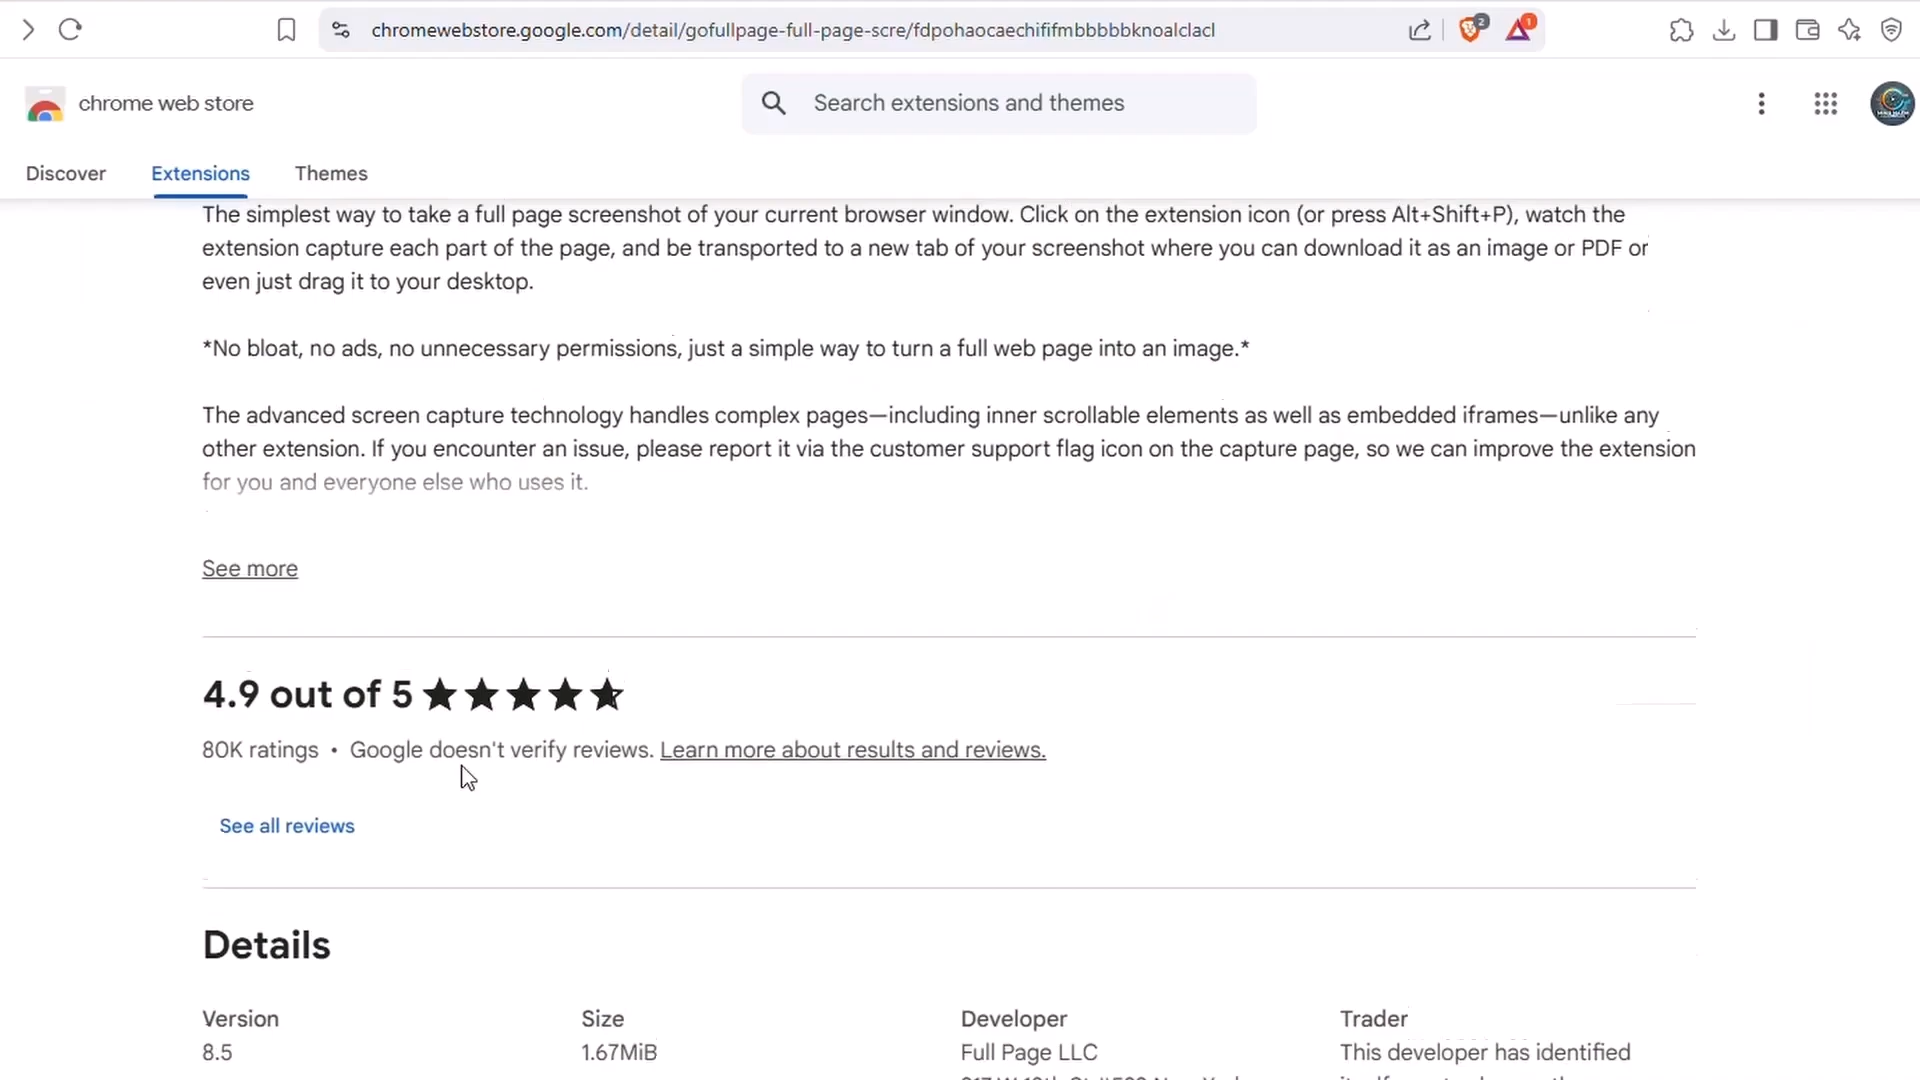 chromewebstore.google.com/detail/gofullpage-full-page-scre/fdpohaocaechififmbbbbbknoalclacl
2
1
chrome web store
Search extensions and themes
Discover
Extensions
Themes
The simplest way to take a full page screenshot of your current browser window. Click on the extension icon (or press Alt+Shift+P), watch the
extension capture each part of the page, and be transported to a new tab of your screenshot where you can download it as an image or PDF or
even just drag it to your desktop.
*No bloat, no ads, no unnecessary permissions, just a simple way to turn a full web page into an image.*
The advanced screen capture technology handles complex pages—including inner scrollable elements as well as embedded iframes—unlike any
other extension. If you encounter an issue, please report it via the customer support flag icon on the capture page, so we can improve the extension
for you and everyone else who uses it.
See more
4.9 out of 5
80K ratings • Google doesn't verify reviews. Learn more about results and reviews.
See all reviews
Details
Version
8.5
Size
1.67MiB
Developer
Full Page LLC
Trader
This developer has identified